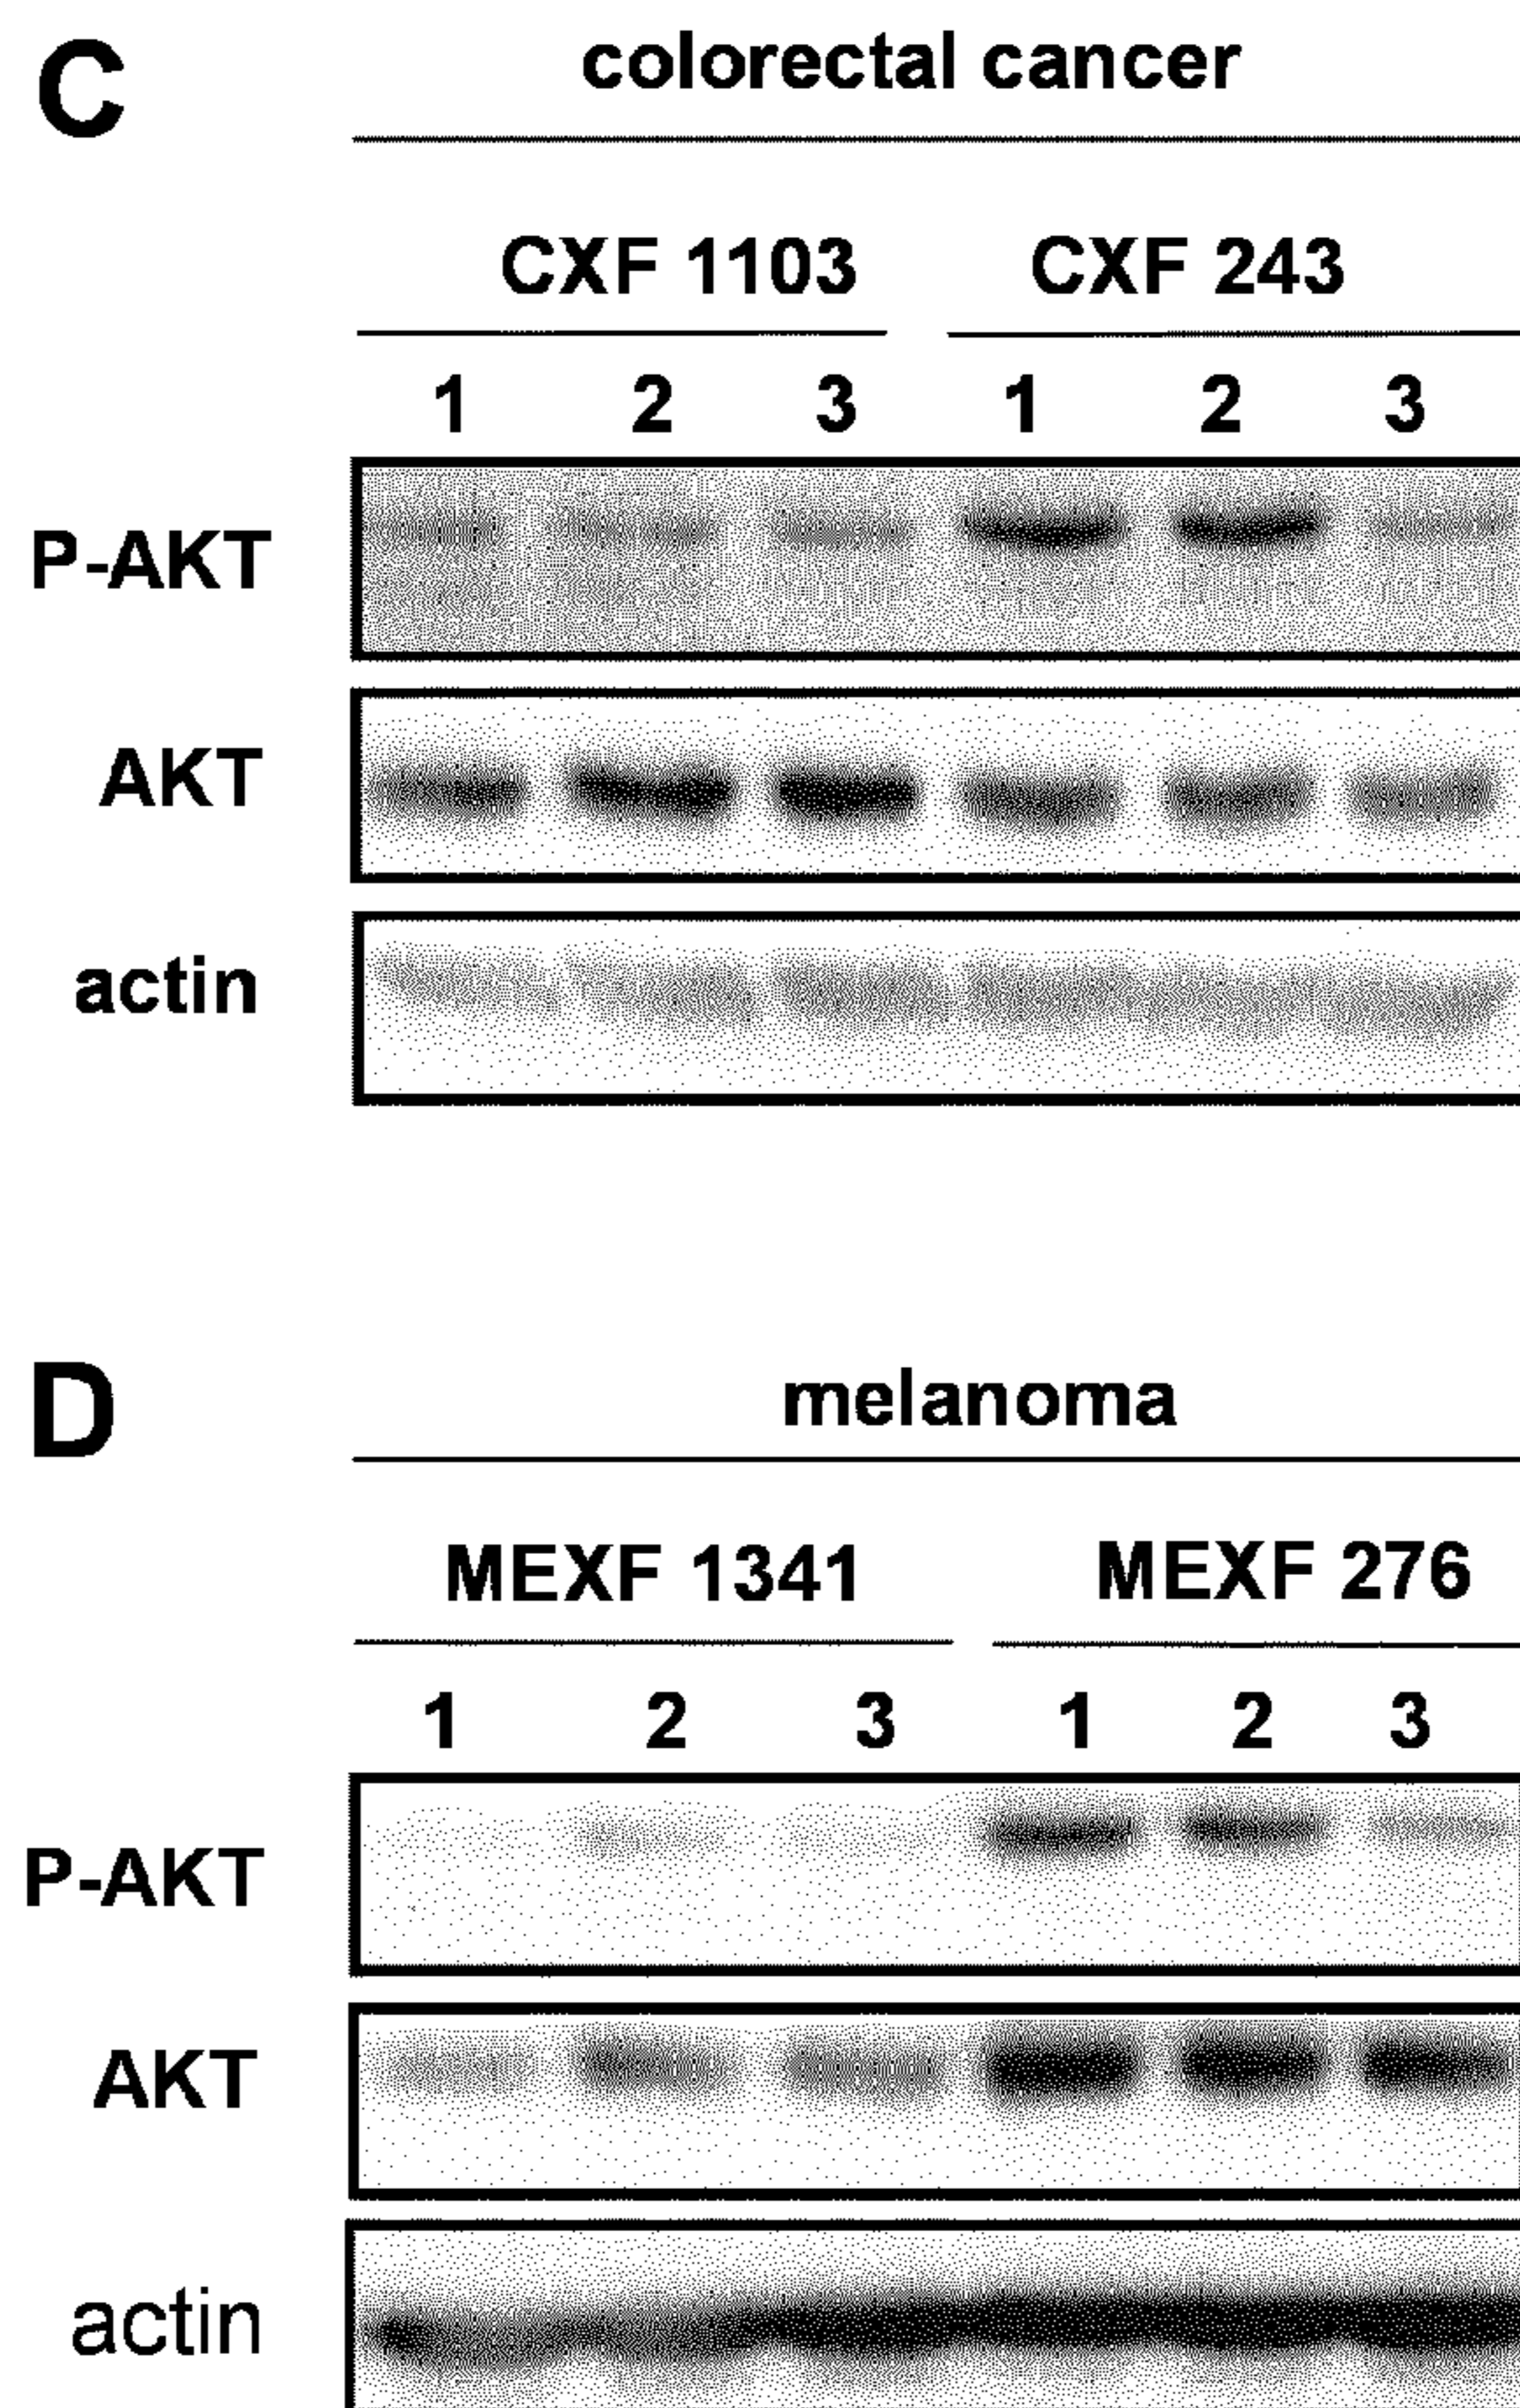 C
colorectal cancer
CXF 1103 CXF 243
1 2 3 1 2 3
P-AKT
AKT
actin
D
melanoma
MEXF 1341 MEXF 276
1 2 3 1 2 3
P-AKT
AKT
actin